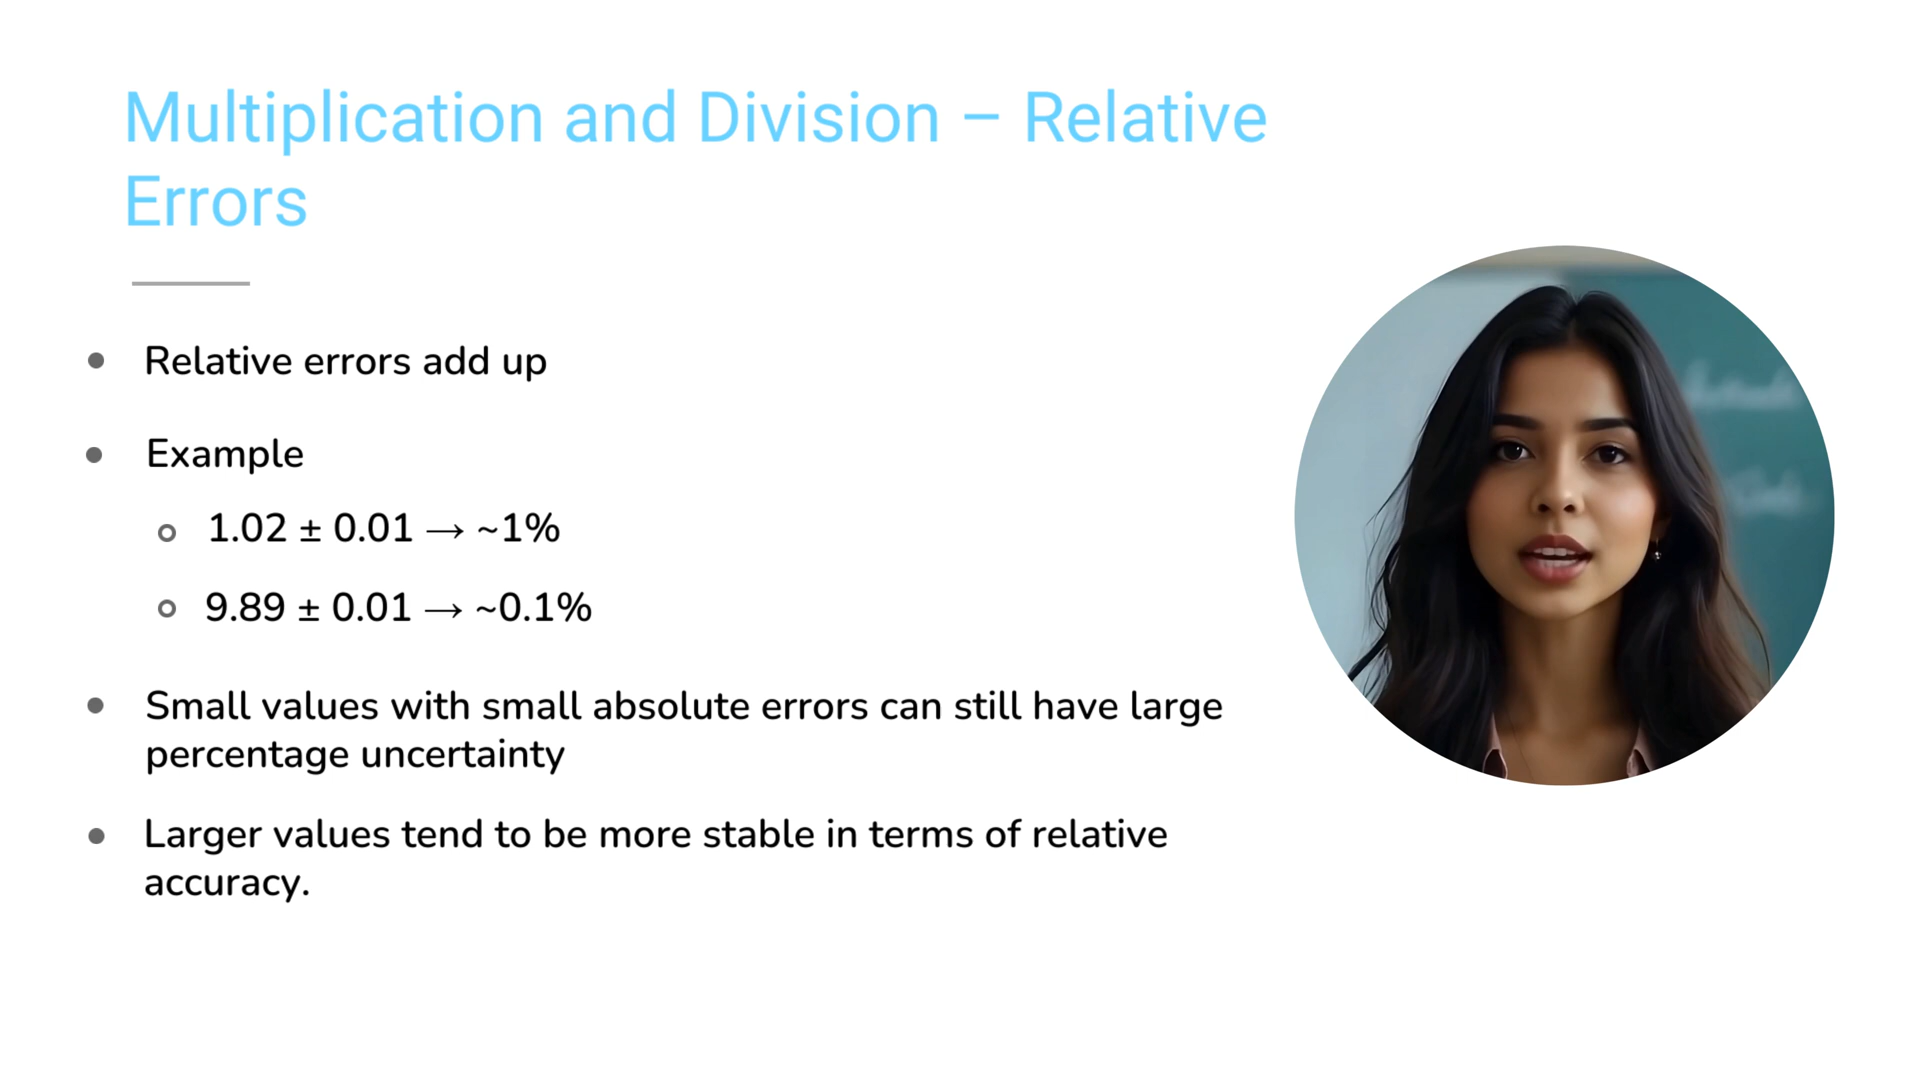 Multiplication and Division – Relative
Errors
Relative errors add up
Example
1.02 ± 0.01 → ~1%
9.89 ± 0.01 → ~0.1%
Small values with small absolute errors can still have large
percentage uncertainty
Larger values tend to be more stable in terms of relative
accuracy.